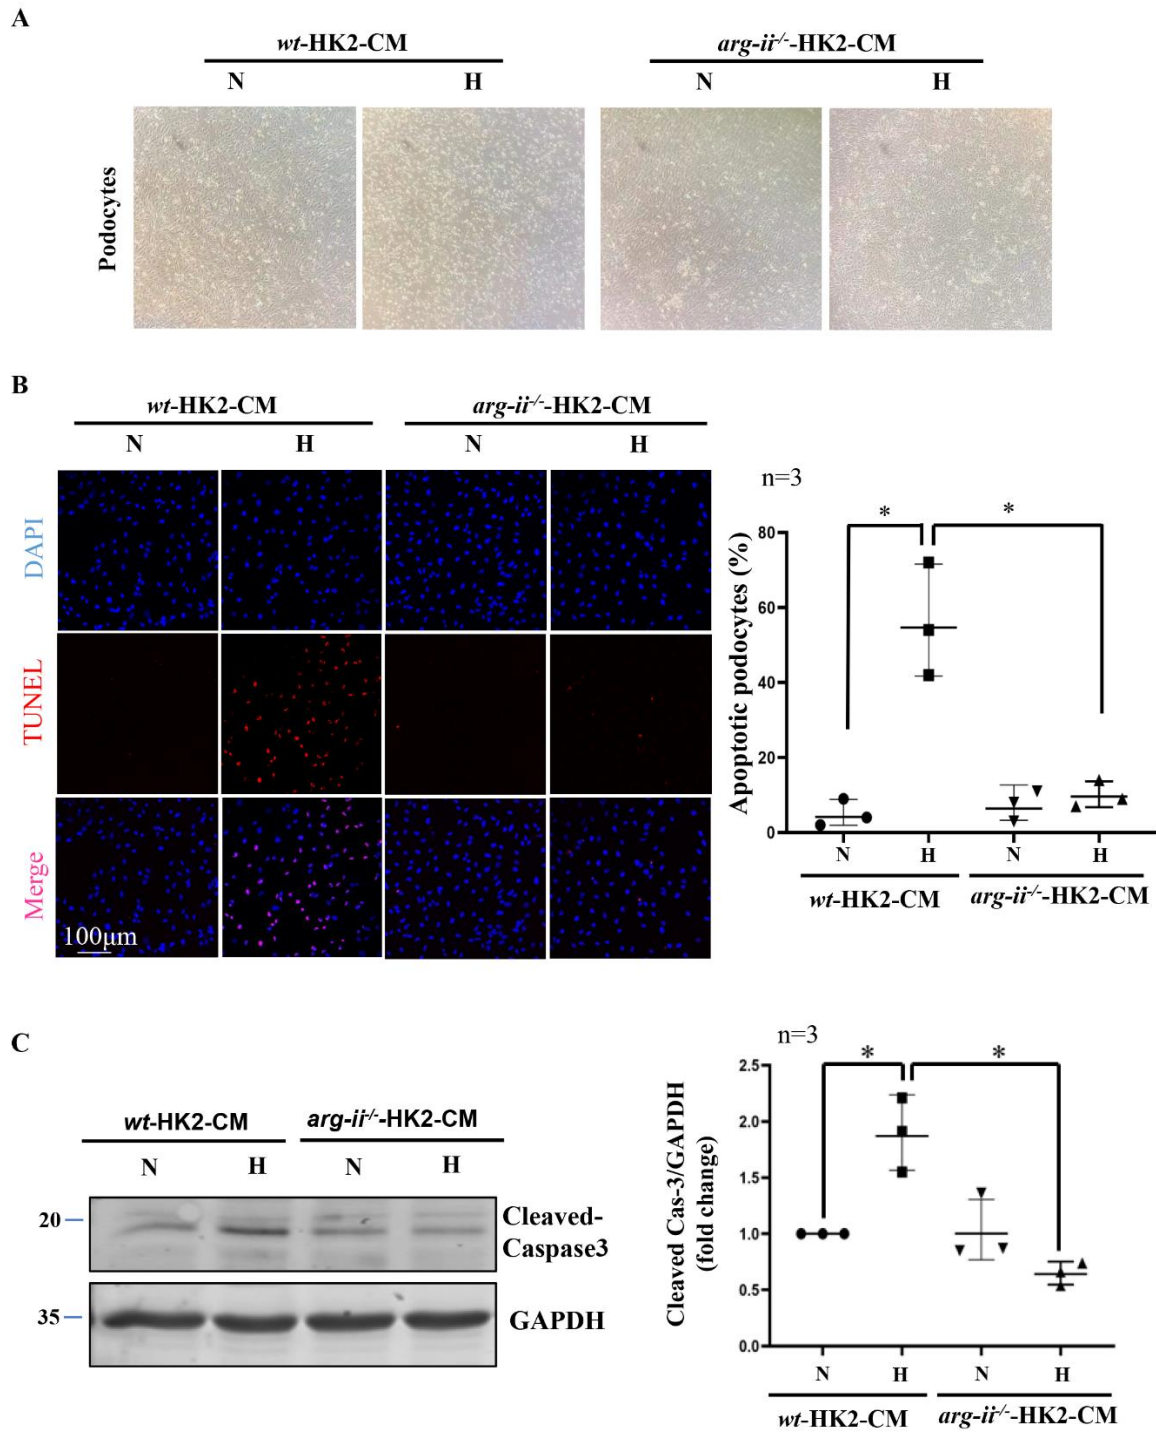 A
wt-HK2-CM
arg-ii-/--HK2-CM
N
H
N
H
Podocytes
B
wt-HK2-CM
arg-ii-/--HK2-CM
N
H
N
H
DAPI
TUNEL
Merge
100μm
n=3
*
*
Apoptotic podocytes (%)
80
60
40
20
0
N
H
N
H
wt-HK2-CM
arg-ii-/--HK2-CM
C
wt-HK2-CM
arg-ii-/--HK2-CM
N
H
N
H
20
Cleaved-
Caspase3
35
GAPDH
n=3
*
*
Cleaved Cas-3/GAPDH
(fold change)
2.5
2.0
1.5
1.0
0.5
0.0
N
H
N
H
wt-HK2-CM
arg-ii-/--HK2-CM